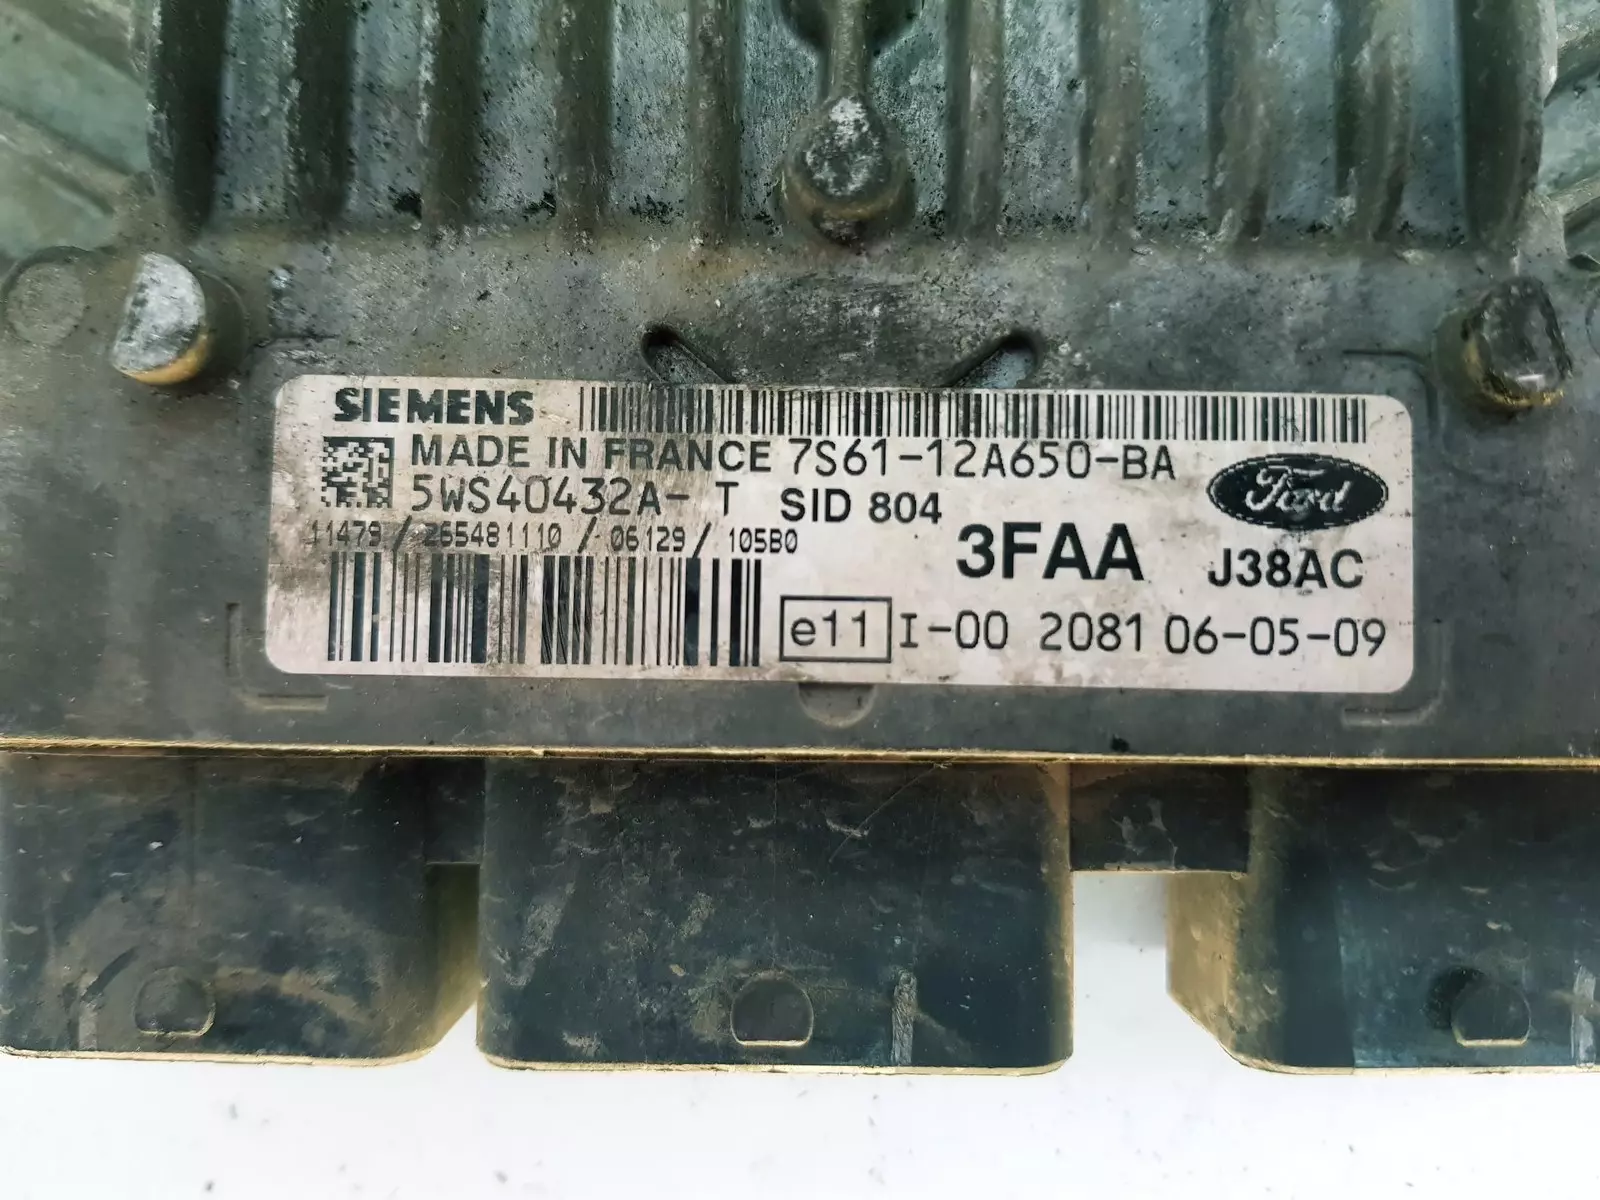 SIEMENS
MADE IN FRANCE 7S61-12A650-BA
5WS40432A- T SID 804
Ford
11479 / 265481110 / 06129 / 105B0
3FAA J38AC
e11 I-00 2081 06-05-09